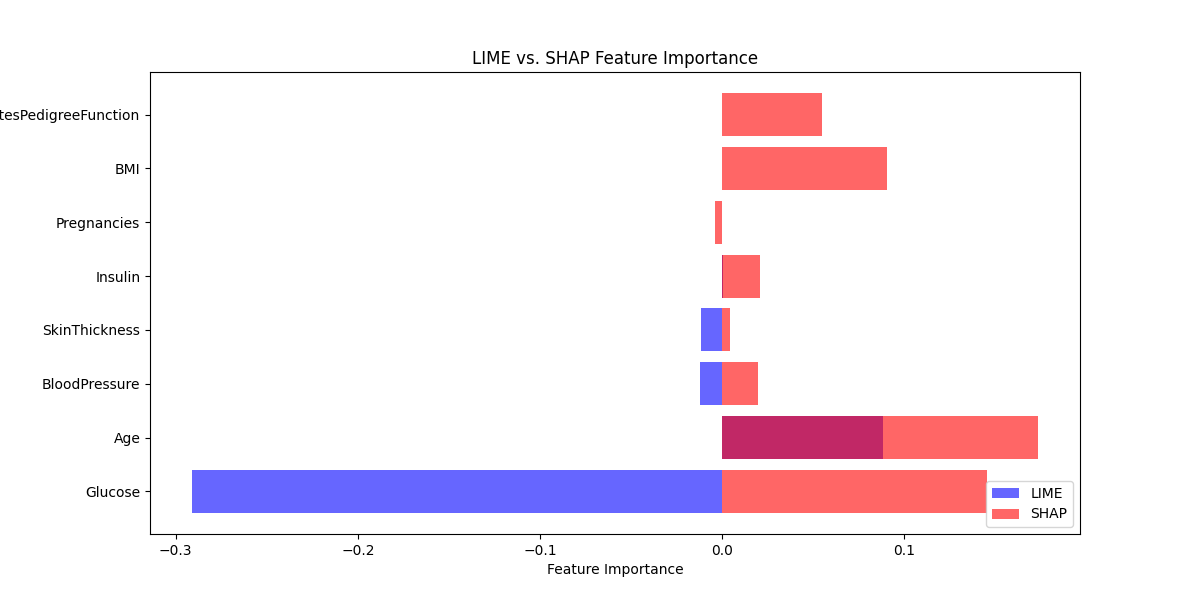 LIME vs. SHAP Feature Importance
tesPedigreeFunction
BMI
Pregnancies
Insulin
SkinThickness
BloodPressure
Age
Glucose
LIME
SHAP
−0.3 −0.2 −0.1 0.0 0.1
Feature Importance